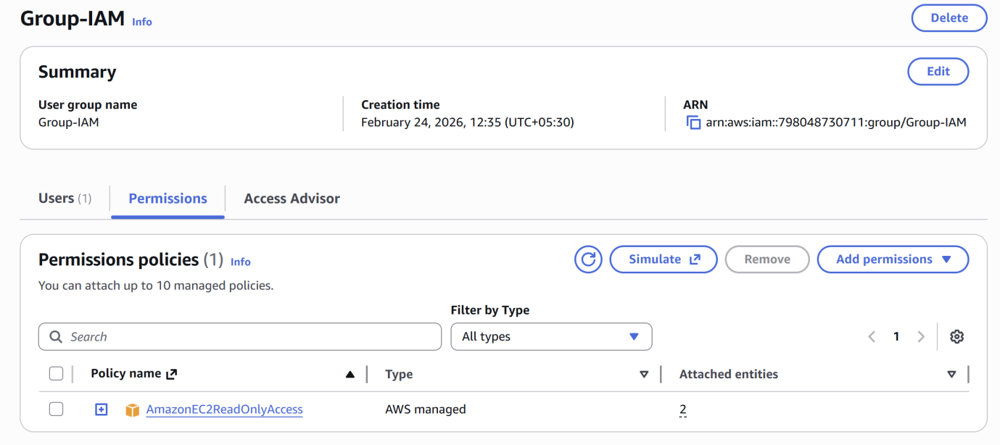 Group-IAM Info
Delete
Summary
Edit
User group name
Group-IAM
Creation time
February 24, 2026, 12:35 (UTC+05:30)
ARN
arn:aws:iam::798048730711:group/Group-IAM
Users (1)
Permissions
Access Advisor
Permissions policies (1) Info
You can attach up to 10 managed policies.
Simulate
Remove
Add permissions
Filter by Type
Search
All types
1
Policy name
Type
Attached entities
AmazonEC2ReadOnlyAccess
AWS managed
2